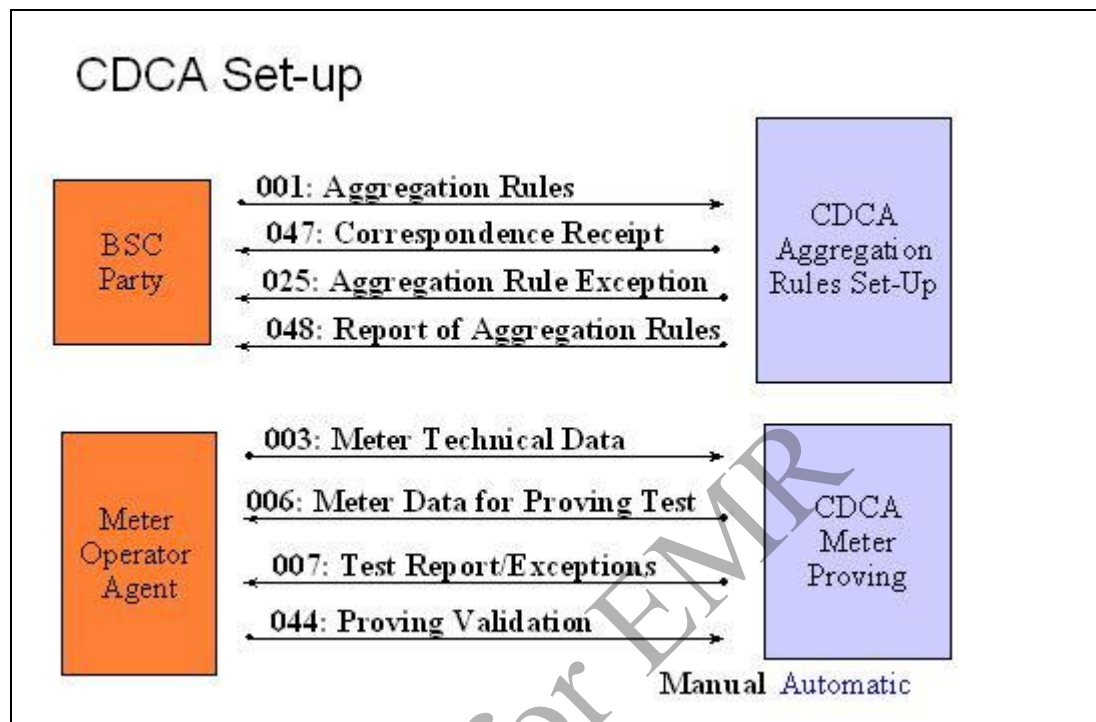 CDCA Set-up
BSC
Party
001: Aggregation Rules
047: Correspondence Receipt
025: Aggregation Rule Exception
048: Report of Aggregation Rules
CDCA
Aggregation
Rules Set-Up
Meter
Operator
Agent
003: Meter Technical Data
006: Meter Data for Proving Test
007: Test Report/Exceptions
044: Proving Validation
CDCA
Meter
Proving
Manual Automatic
for EMR